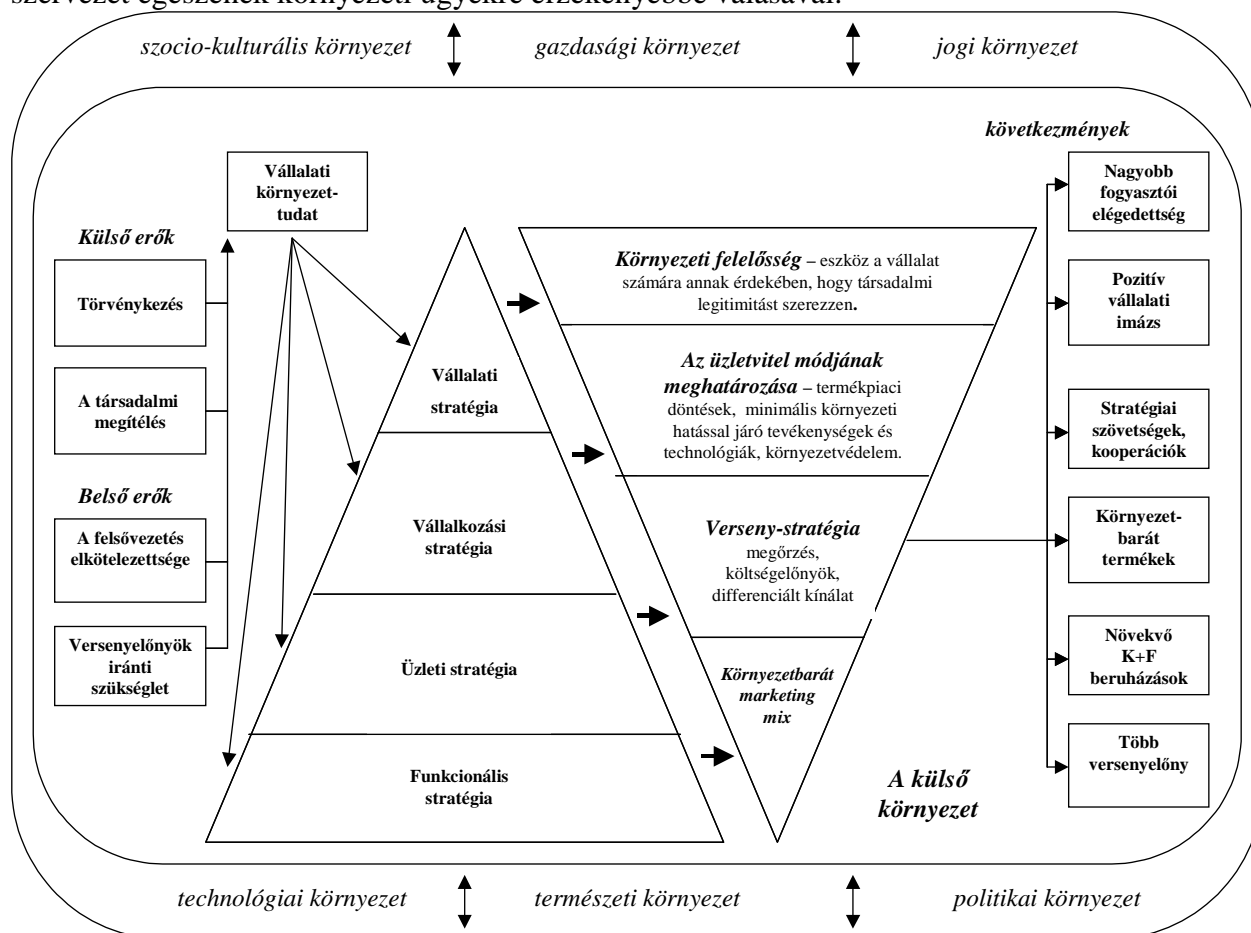 szervezet egészének környezeti ügyekre érzékenyebbé válásával.
szocio-kulturális környezet
gazdasági környezet
jogi környezet
következmények
Vállalati
környezet-
tudat
Külső erők
Törvénykezés
A társadalmi
megítélés
Belső erők
A felsővezetés
elkötelezettsége
Versenyelőnyök
iránti
szükséglet
Vállalati
stratégia
Vállalkozási
stratégia
Üzleti stratégia
Funkcionális
stratégia
Környezeti felelősség – eszköz a vállalat
számára annak érdekében, hogy társadalmi
legitimitást szerezzen.
Az üzletvitel módjának
meghatározása – termékpiaci
döntések, minimális környezeti
hatással járó tevékenységek és
technológiák, környezetvédelem.
Verseny-stratégia
megőrzés,
költségelőnyök,
differenciált kínálat
Környezetbarát
marketing
mix
Nagyobb
fogyasztói
elégedettség
Pozitív
vállalati
imázs
Stratégiai
szövetségek,
kooperációk
Környezet-
barát
termékek
Növekvő
K+F
beruházások
Több
versenyelőny
A külső
környezet
technológiai környezet
természeti környezet
politikai környezet